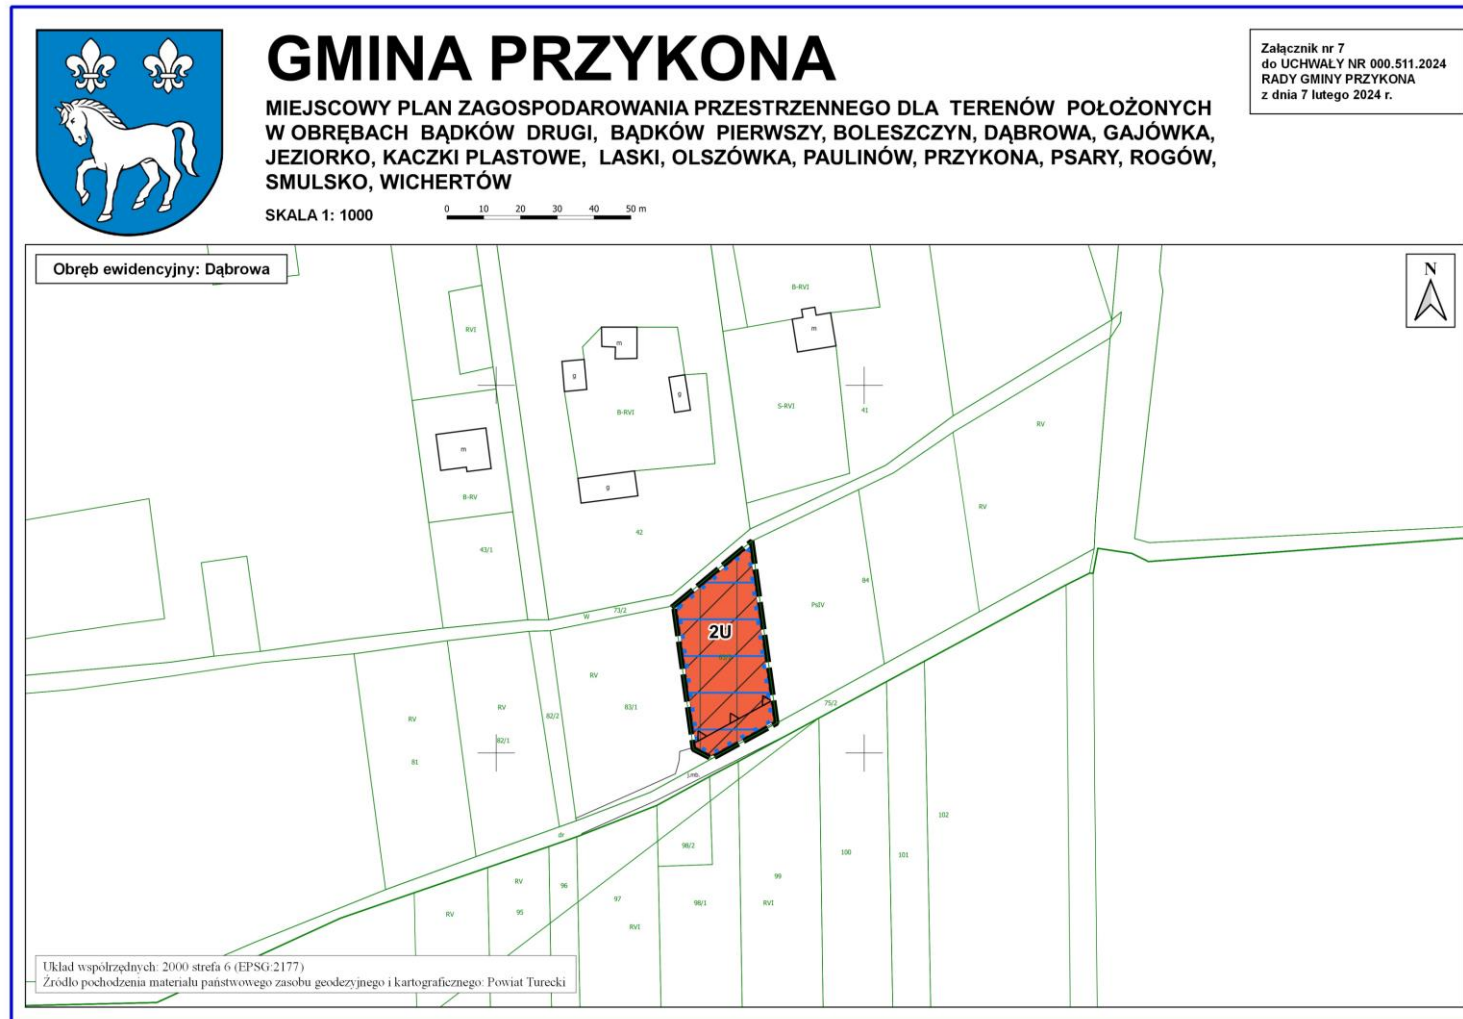 GMINA PRZYKONA
MIEJSCOWY PLAN ZAGOSPODAROWANIA PRZESTRZENNEGO DLA TERENÓW POŁOŻONYCH
W OBRĘBACH BĄDKÓW DRUGI, BĄDKÓW PIERWSZY, BOLESZCZYN, DĄBROWA, GAJÓWKA,
JEZIORKO, KACZKI PLASTOWE, LASKI, OLSZÓWKA, PAULINÓW, PRZYKONA, PSARY, ROGÓW,
SMULSKO, WICHERTÓW
SKALA 1: 1000
0 10 20 30 40 50 m
Załącznik nr 7
do UCHWAŁY NR 000.511.2024
RADY GMINY PRZYKONA
z dnia 7 lutego 2024 r.
Obręb ewidencyjny: Dąbrowa
N
B-RVI
RVI
m
m
g
g
B-RVI
S-RVI
41
RV
m
B-RV
g
RV
42
43/1
84
PsIV
73/2
W
2U
RV
83/1
82/2
RV
82/1
RV
81
75/2
dr
98/2
102
100
101
99
RVI
98/1
97
RVI
96
RV
95
RV
Układ współrzędnych: 2000 strefa 6 (EPSG:2177)
Źródło pochodzenia materiału państwowego zasobu geodezyjnego i kartograficznego: Powiat Turecki